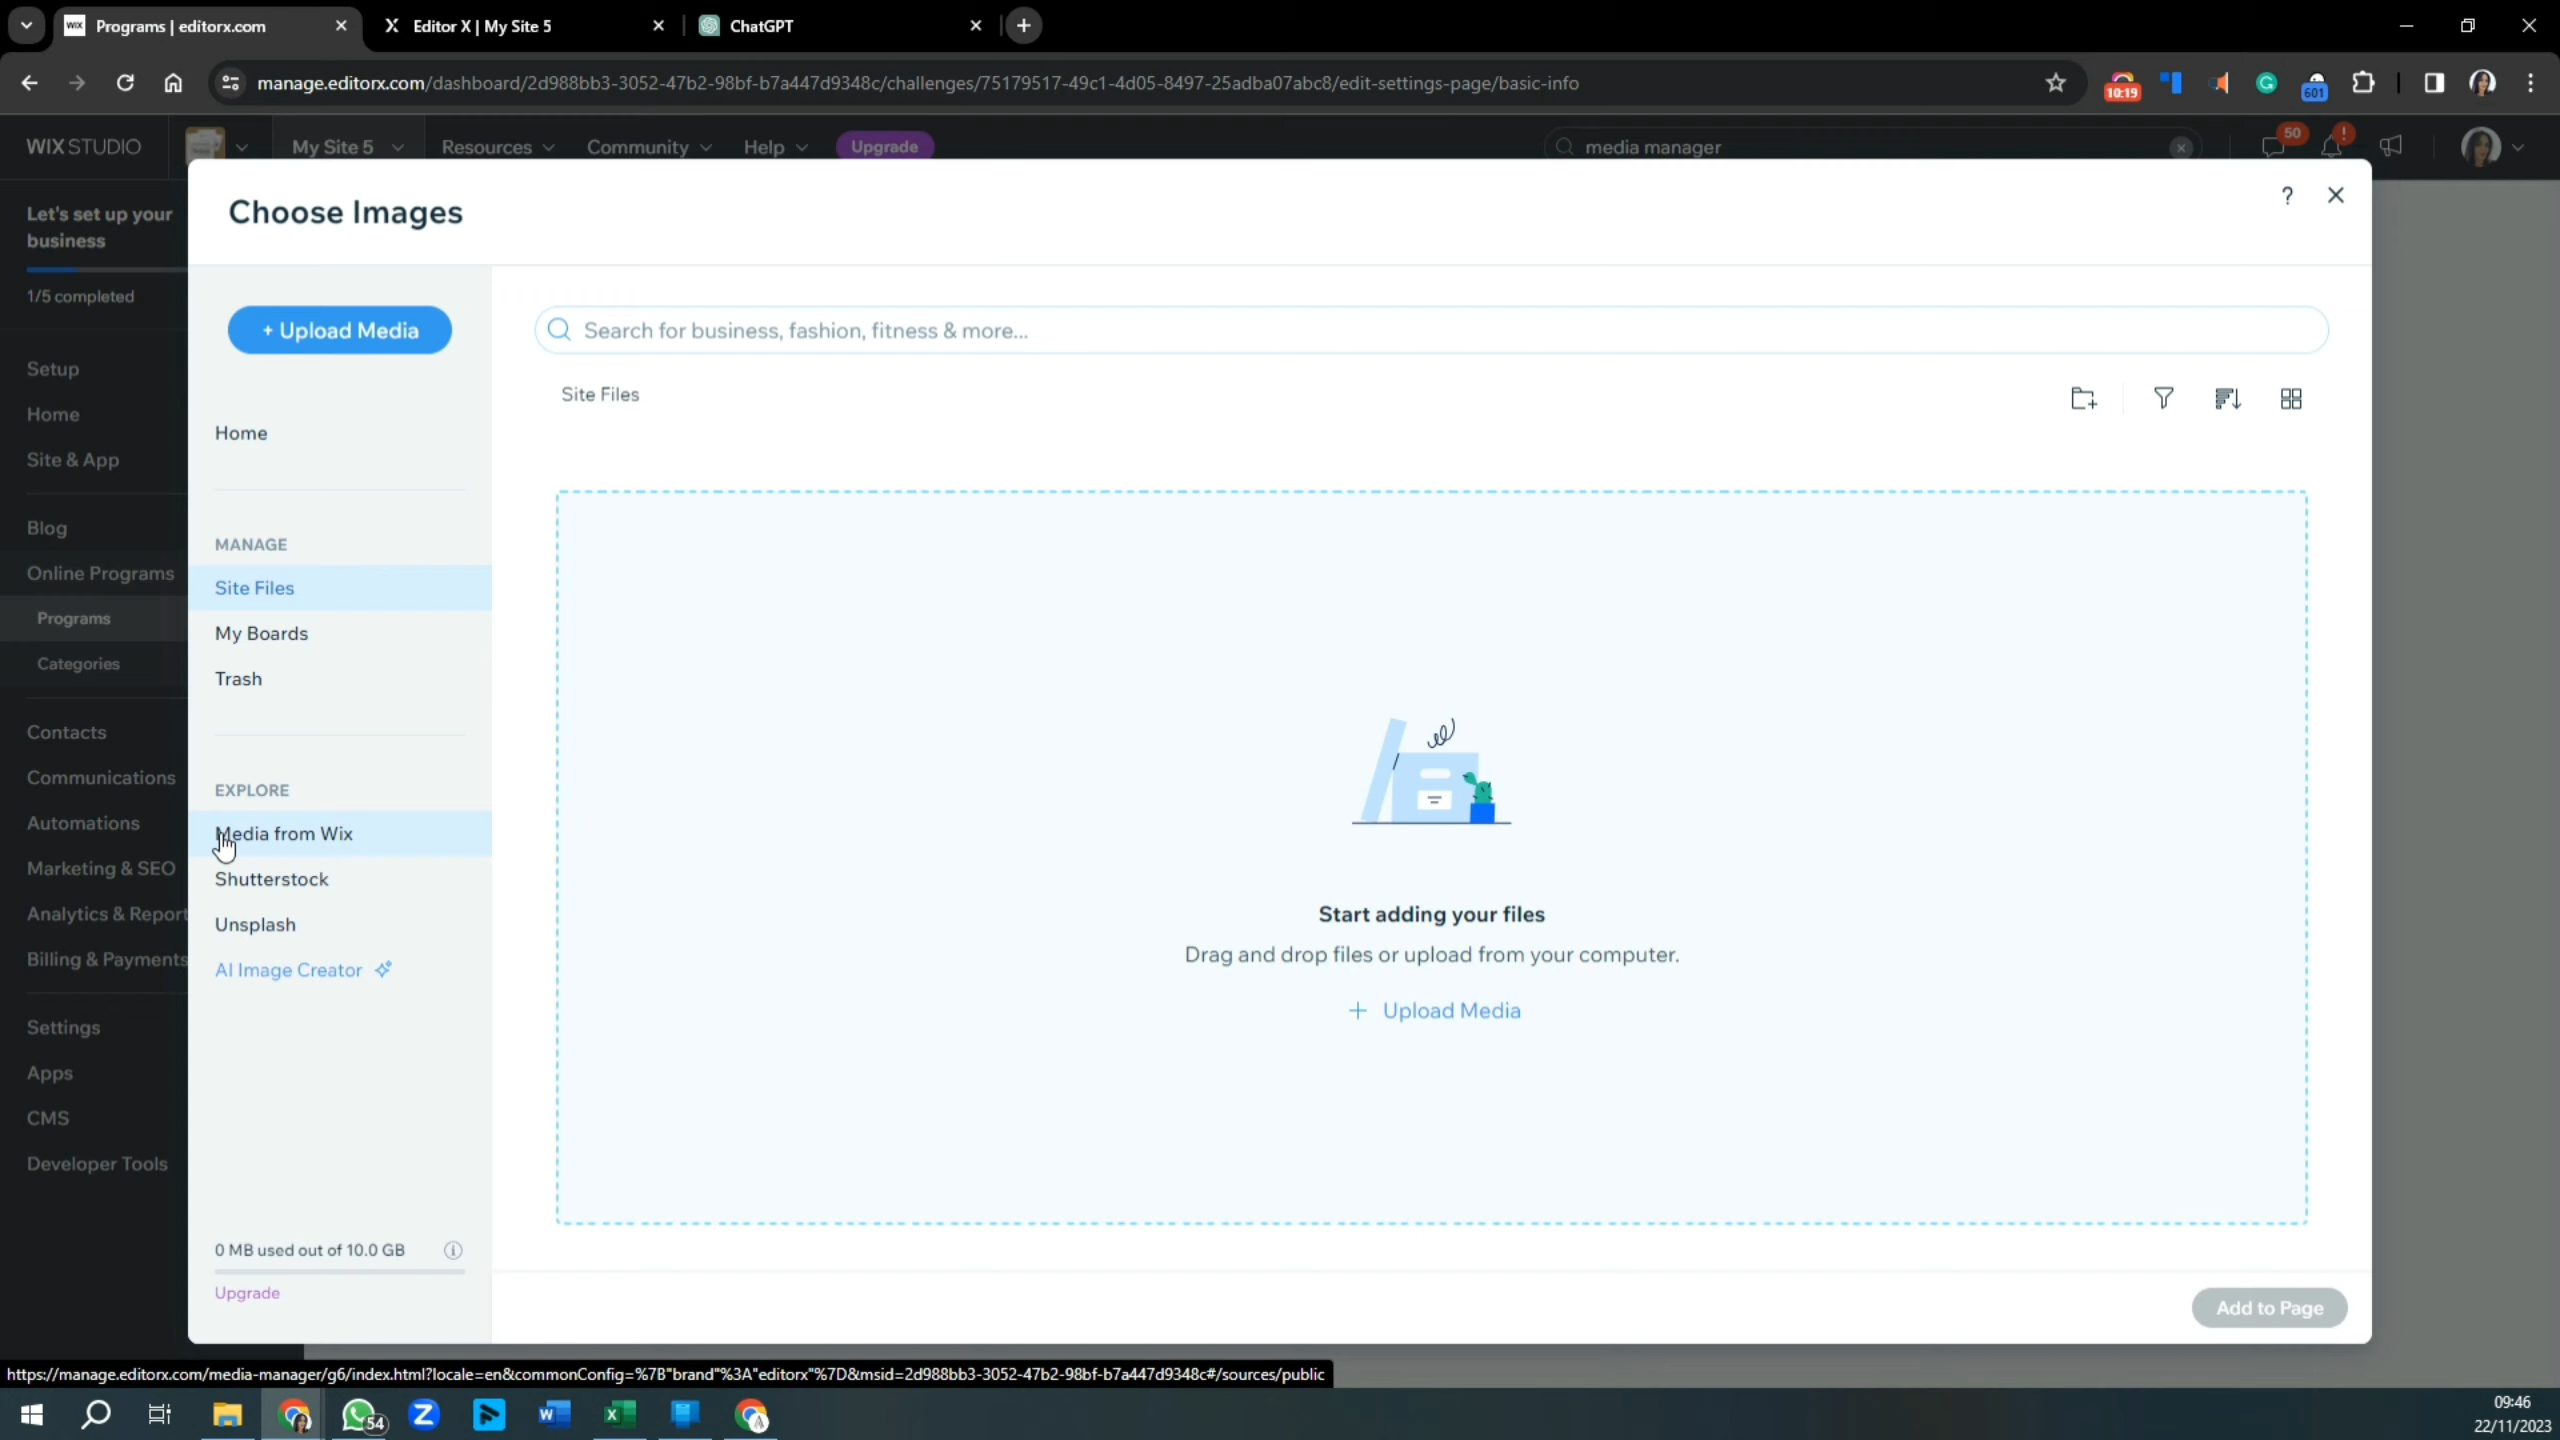 Programs | editorx.com
Editor X | My Site 5
ChatGPT
manage.editorx.com/dashboard/2d988bb3-3052-47b2-98bf-b7a447d9348c/challenges/75179517-49c1-4d05-8497-25adba07abc8/edit-settings-page/basic-info
10:19
601
WIX STUDIO
My Site 5
Resources
Community
Help
Upgrade
media manager
50
Let's set up your
business
1/5 completed
Setup
Home
Site & App
Blog
Online Programs
Programs
Categories
Contacts
Communications
Automations
Marketing & SEO
Analytics & Report
Billing & Payments
Settings
Apps
CMS
Developer Tools
Choose Images
?
+ Upload Media
Home
MANAGE
Site Files
My Boards
Trash
EXPLORE
Media from Wix
Shutterstock
Unsplash
AI Image Creator
0 MB used out of 10.0 GB
Upgrade
Search for business, fashion, fitness & more...
Site Files
Start adding your files
Drag and drop files or upload from your computer.
+ Upload Media
Add to Page
https://manage.editorx.com/media-manager/g6/index.html?locale=en&commonConfig=%7B"brand"%3A"editorx"%7D&msid=2d988bb3-3052-47b2-98bf-b7a447d9348c#/sources/public
54
09:46
22/11/2023